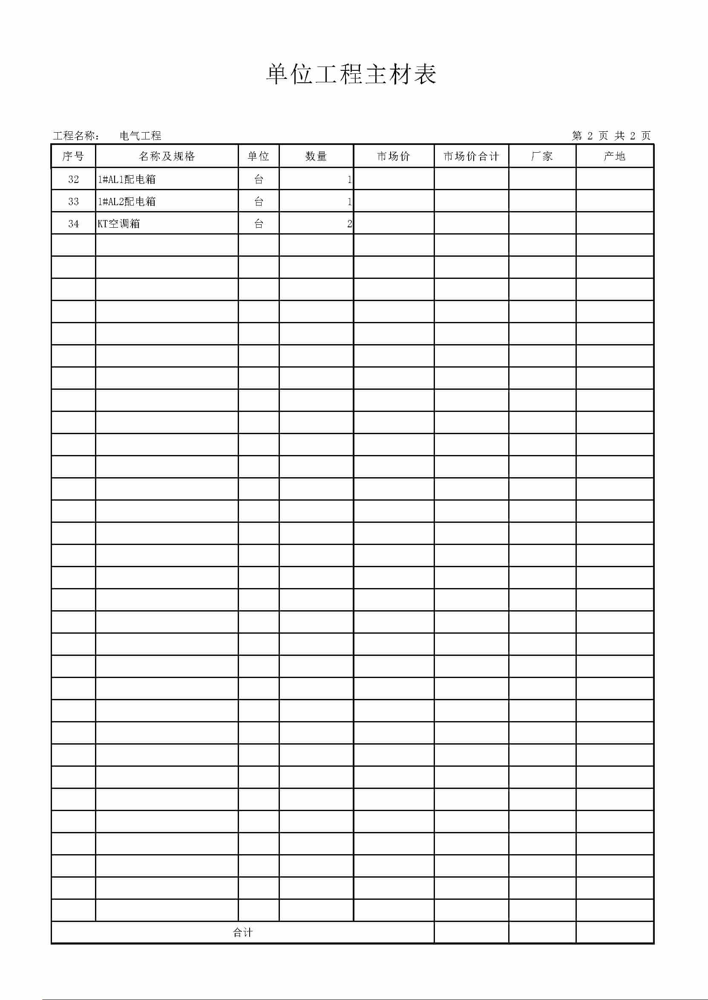 单位工程主材表
工程名称： 电气工程 第 2 页 共 2 页
序号 名称及规格 单位 数量 市场价 市场价合计 厂家 产地
32 1#AL1配电箱 台 1
33 1#AL2配电箱 台 1
34 KT空调箱 台 2
合计